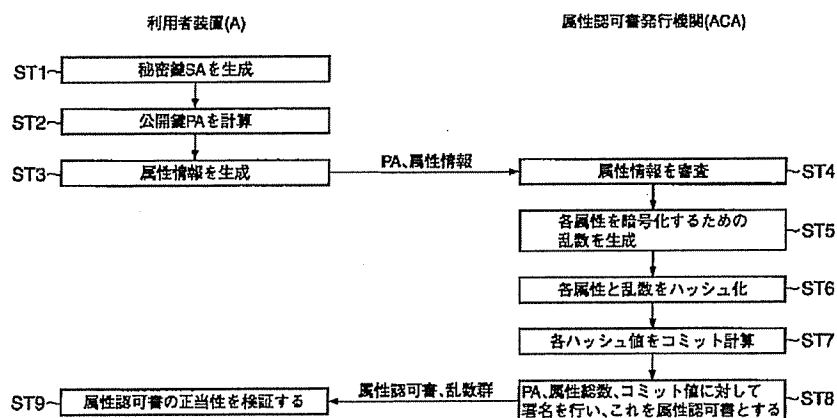 利用者装置(A)
属性認可書発行機関(ACA)
ST1
秘密鍵SAを生成
ST2
公開鍵PAを計算
ST3
属性情報を生成
PA、属性情報
属性情報を審査
ST4
各属性を暗号化するための
乱数を生成
ST5
各属性と乱数をハッシュ化
ST6
各ハッシュ値をコミット計算
ST7
ST9
属性認可書の正当性を検証する
属性認可書、乱数群
PA、属性総数、コミット値に対して
署名を行い、これを属性認可書とする
ST8